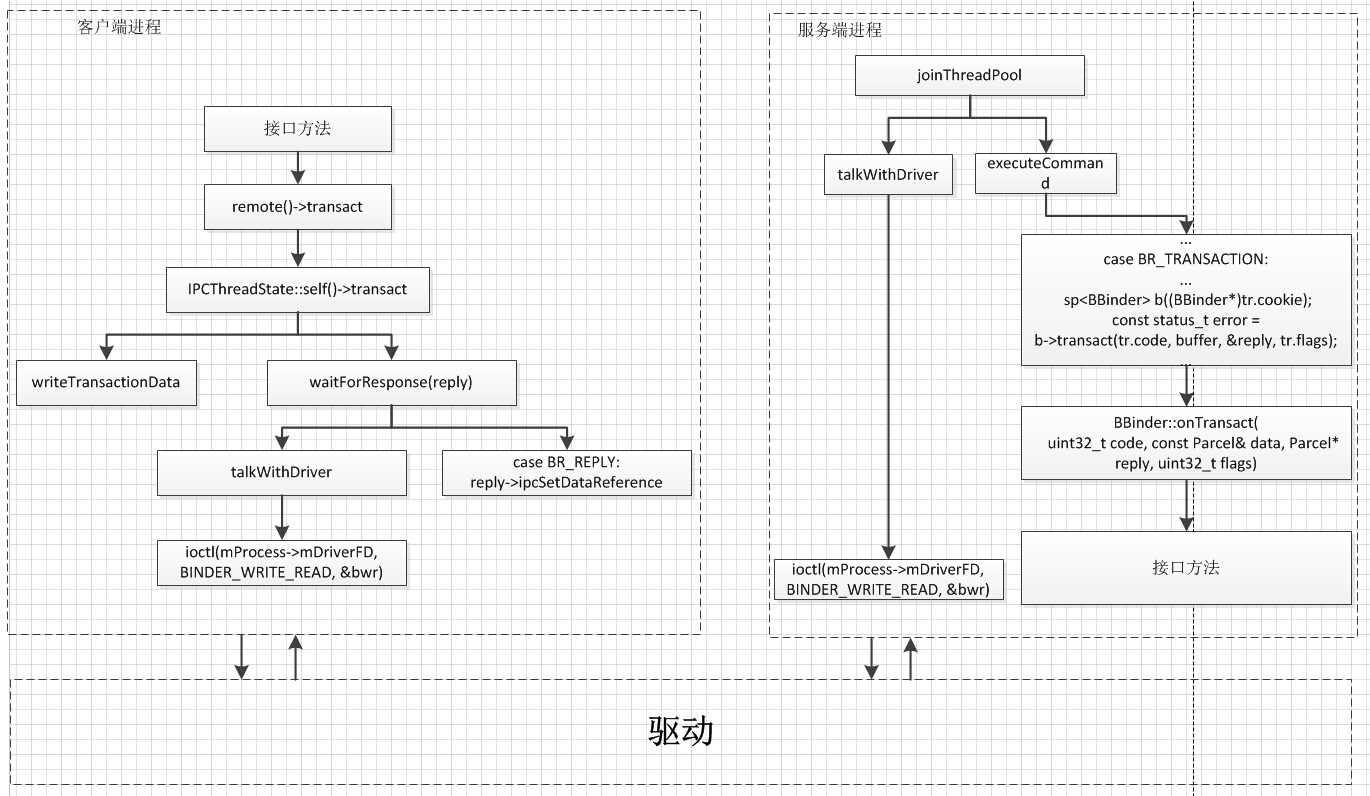 客户端进程
接口方法
remote()->transact
IPCThreadState::self()->transact
writeTransactionData
waitForResponse(reply)
talkWithDriver
case BR_REPLY:
reply->ipcSetDataReference
ioctl(mProcess->mDriverFD,
BINDER_WRITE_READ, &bwr)
服务端进程
joinThreadPool
talkWithDriver
executeComman
d
...
case BR_TRANSACTION:
...
sp<BBinder> b((BBinder*)tr.cookie);
const status_t error =
b->transact(tr.code, buffer, &reply, tr.flags);
...
BBinder::onTransact(
uint32_t code, const Parcel& data, Parcel*
reply, uint32_t flags)
ioctl(mProcess->mDriverFD,
BINDER_WRITE_READ, &bwr)
接口方法
驱动